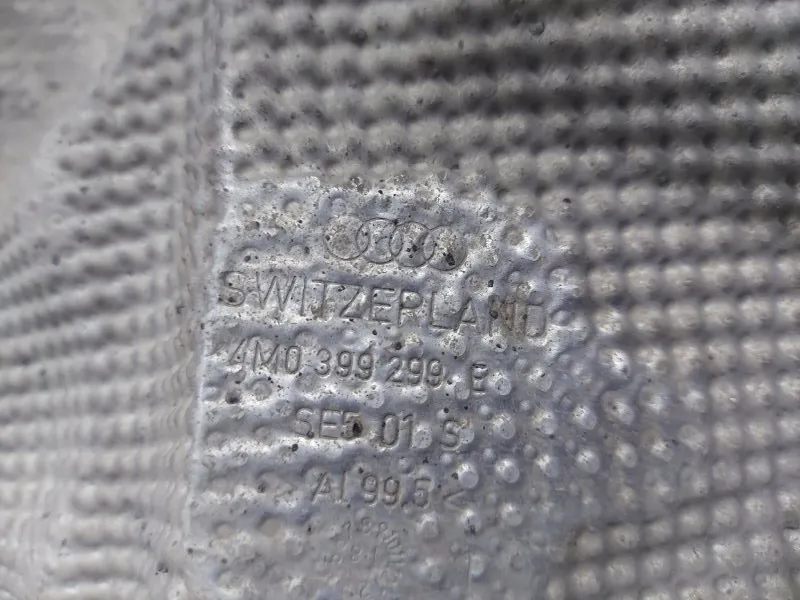 SWITZERLAND
4M0 399 299 E
SE5 01 S
> Al 99,5 <